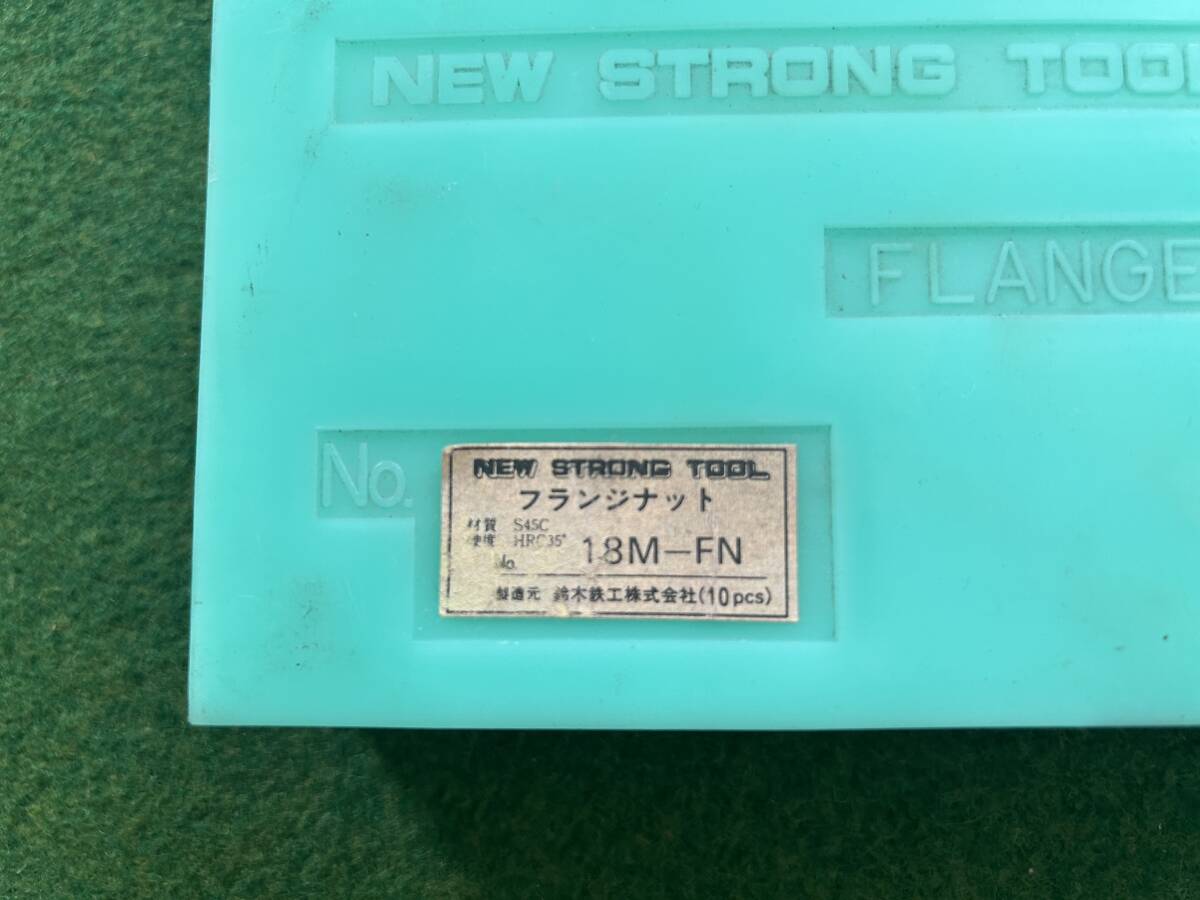 NEW STRONG TOOL
FLANGE
No.
NEW STRONG TOOL
フランジナット
材質 S45C
硬度 HRC35°
No. 18M-FN
製造元 鈴木鉄工株式会社(10pcs)